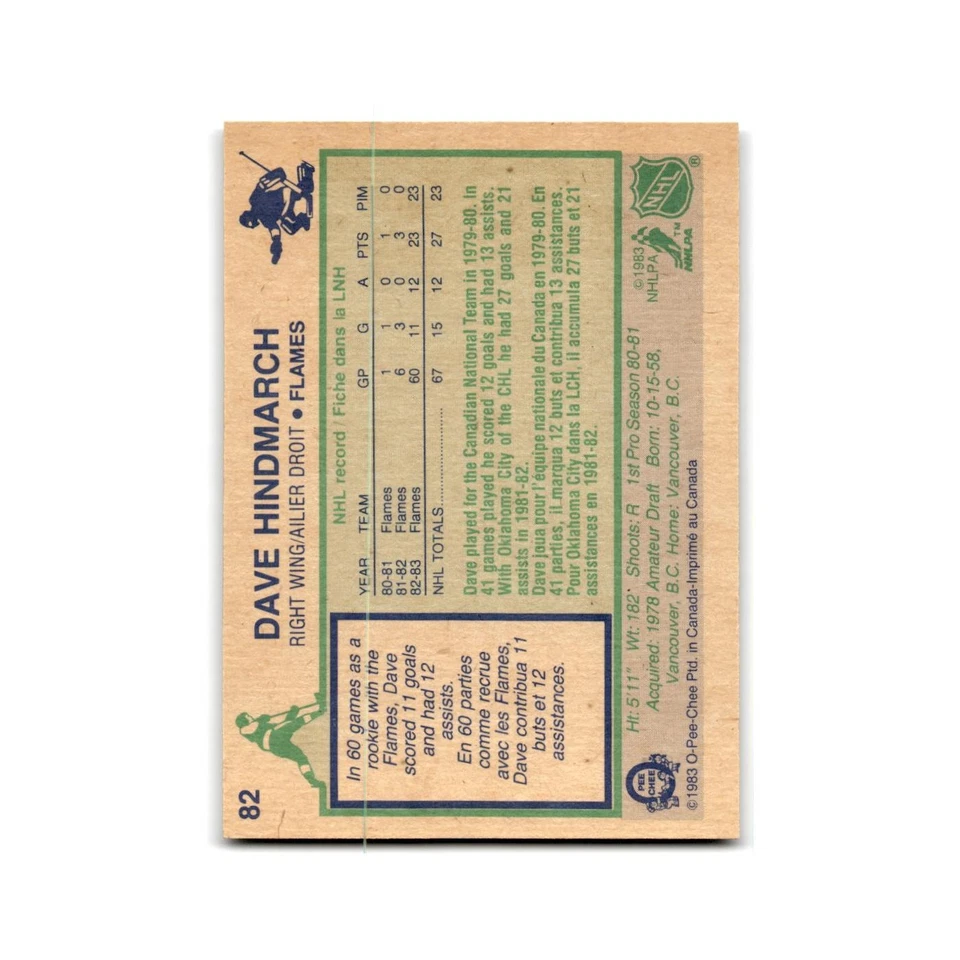 82
DAVE HINDMARCH
RIGHT WING/AILIER DROIT • FLAMES
In 60 games as a
rookie with the
Flames, Dave
scored 11 goals
and had 12
assists.
En 60 parties
comme recrue
avec les Flames,
Dave contribua 11
buts et 12
assistances.
NHL record / Fiche dans la LNH
YEAR TEAM GP G A PTS PIM
80-81 Flames 1 1 0 1 0
81-82 Flames 6 3 0 3 0
82-83 Flames 60 11 12 23 23
NHL TOTALS.................... 67 15 12 27 23
Dave played for the Canadian National Team in 1979-80. In
41 games played he scored 12 goals and had 13 assists.
With Oklahoma City of the CHL he had 27 goals and 21
assists in 1981-82.
Dave joua pour l'équipe nationale du Canada en 1979-80. En
41 parties, il marqua 12 buts et contribua 13 assistances.
Pour Oklahoma City dans la LCH, il accumula 27 buts et 21
assistances en 1981-82.
Ht: 5'11" Wt: 182 Shoots: R 1st Pro Season 80-81
Acquired: 1978 Amateur Draft Born: 10-15-58,
Vancouver, B.C. Home: Vancouver, B.C.
O PEE CHEE
©1983 O-Pee-Chee Ptd. in Canada-Imprimé au Canada
©1983
NHLPA
NHLPA™
NHL®